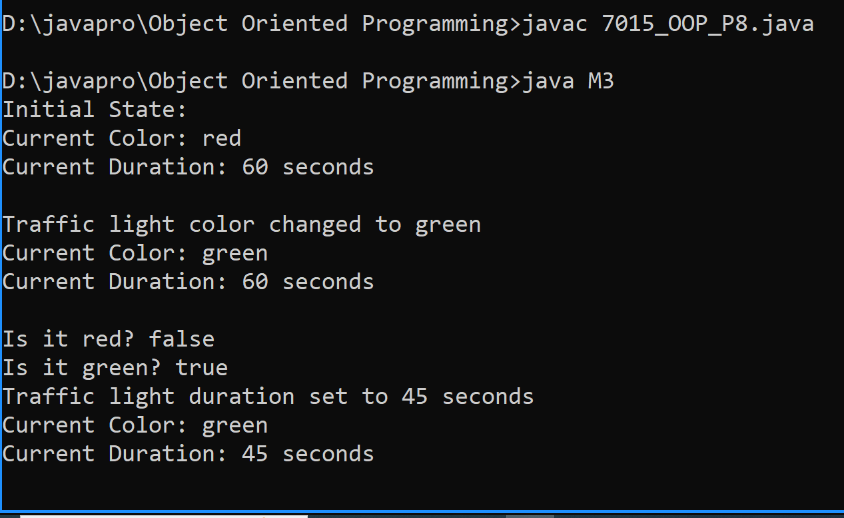 D:\javapro\Object Oriented Programming>javac 7015_OOP_P8.java
D:\javapro\Object Oriented Programming>java M3
Initial State:
Current Color: red
Current Duration: 60 seconds
Traffic light color changed to green
Current Color: green
Current Duration: 60 seconds
Is it red? false
Is it green? true
Traffic light duration set to 45 seconds
Current Color: green
Current Duration: 45 seconds